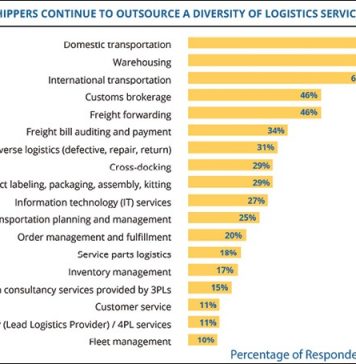 HIPPERS CONTINUE TO OUTSOURCE A DIVERSITY OF LOGISTICS SERVIC
Domestic transportation
Warehousing
International transportation 6
Customs brokerage 46%
Freight forwarding 46%
Freight bill auditing and payment 34%
verse logistics (defective, repair, return) 31%
Cross-docking 29%
ct labeling, packaging, assembly, kitting 29%
Information technology (IT) services 27%
nsportation planning and management 25%
Order management and fulfillment 20%
Service parts logistics 18%
Inventory management 17%
consultancy services provided by 3PLs 15%
Customer service 11%
(Lead Logistics Provider) / 4PL services 11%
Fleet management 10%
Percentage of Responde